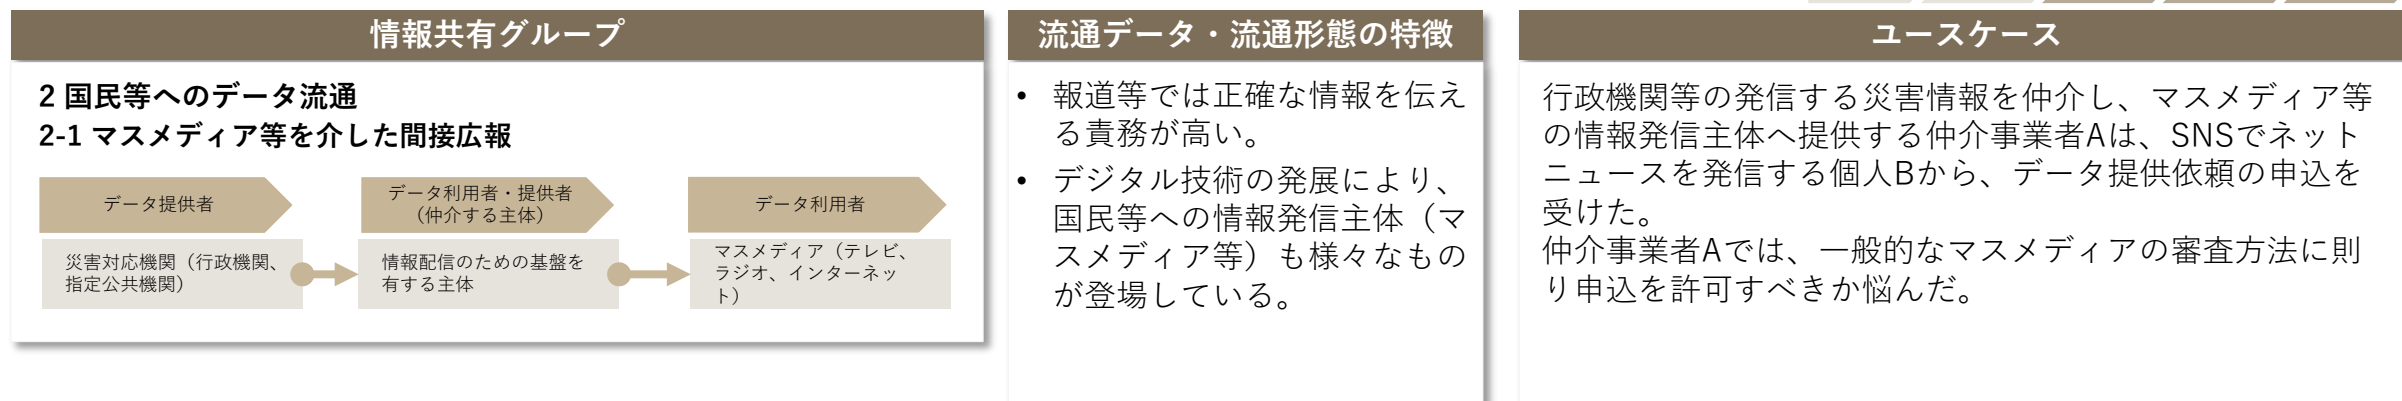 情報共有グループ
2 国民等へのデータ流通
2-1 マスメディア等を介した間接広報
データ提供者
データ利用者・提供者
（仲介する主体）
データ利用者
災害対応機関（行政機関、
指定公共機関）
情報配信のための基盤を
有する主体
マスメディア（テレビ、
ラジオ、インターネッ
ト）
流通データ・流通形態の特徴
• 報道等では正確な情報を伝え
る責務が高い。
• デジタル技術の発展により、
国民等への情報発信主体（マ
スメディア等）も様々なもの
が登場している。
ユースケース
行政機関等の発信する災害情報を仲介し、マスメディア等
の情報発信主体へ提供する仲介事業者Aは、SNSでネット
ニュースを発信する個人Bから、データ提供依頼の申込を
受けた。
仲介事業者Aでは、一般的なマスメディアの審査方法に則
り申込を許可すべきか悩んだ。